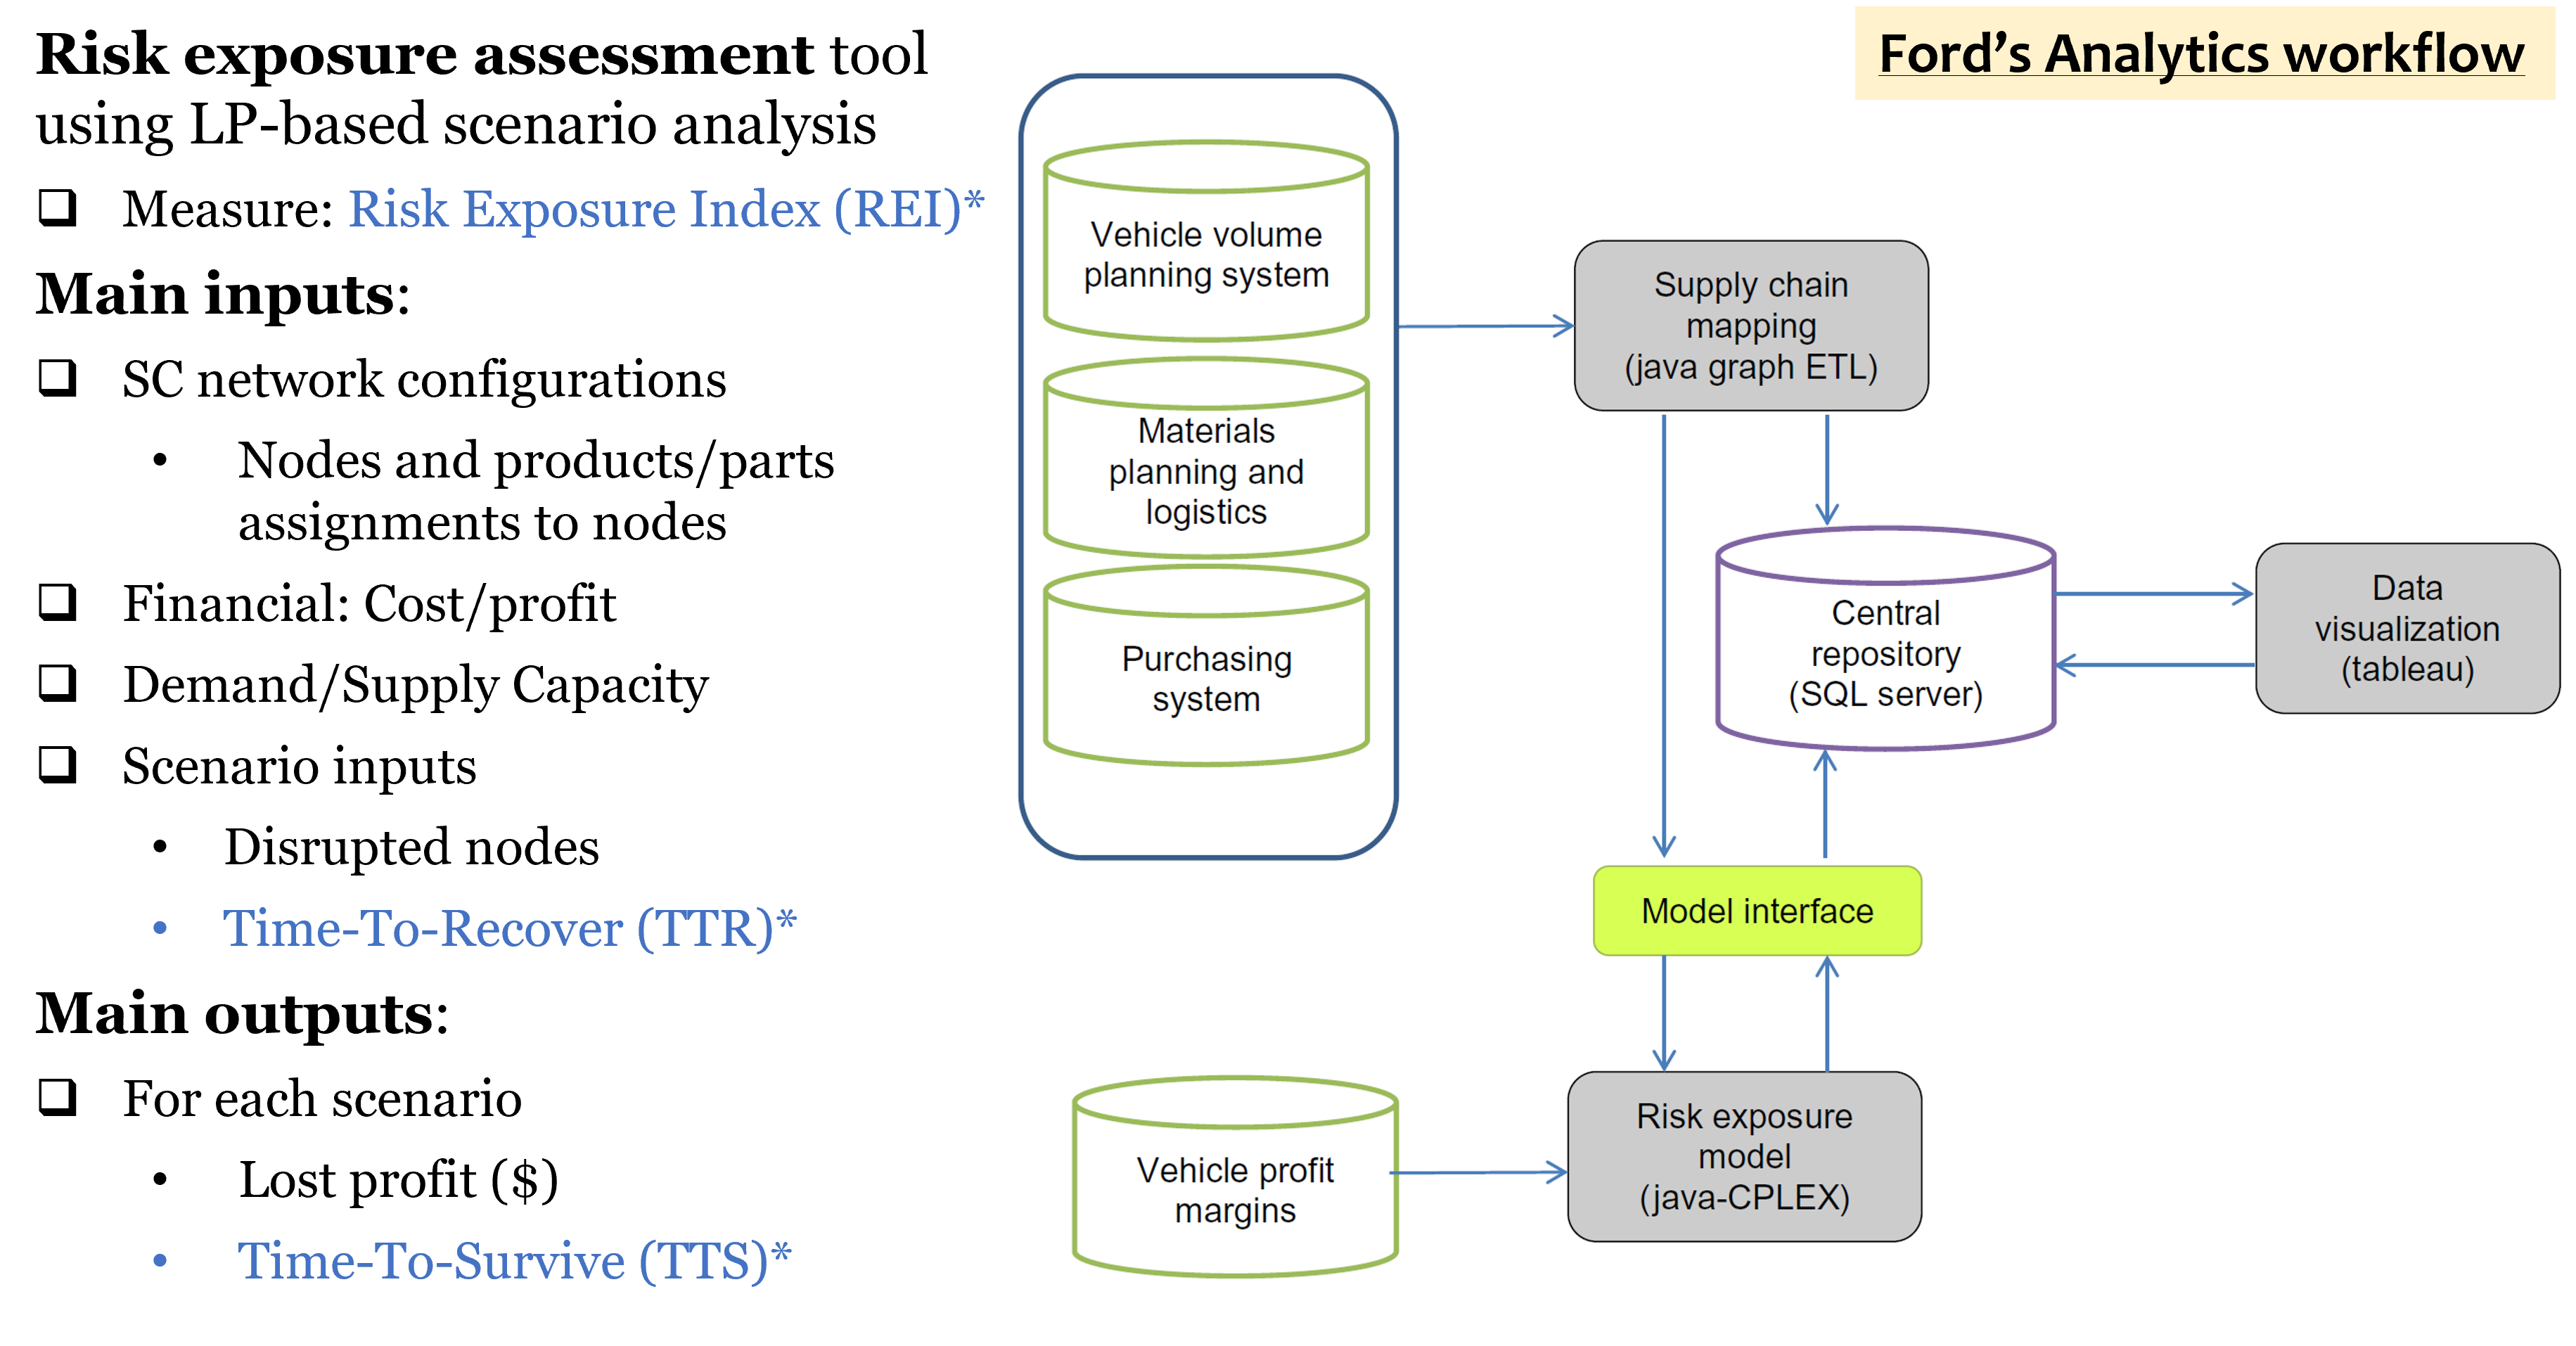 Risk exposure assessment tool
using LP-based scenario analysis
❑ Measure: Risk Exposure Index (REI)*
Main inputs:
❑ SC network configurations
• Nodes and products/parts
assignments to nodes
❑ Financial: Cost/profit
❑ Demand/Supply Capacity
❑ Scenario inputs
• Disrupted nodes
• Time-To-Recover (TTR)*
Main outputs:
❑ For each scenario
• Lost profit ($)
• Time-To-Survive (TTS)*
Ford’s Analytics workflow
Vehicle volume
planning system
Materials
planning and
logistics
Purchasing
system
Supply chain
mapping
(java graph ETL)
Central
repository
(SQL server)
Data
visualization
(tableau)
Model interface
Vehicle profit
margins
Risk exposure
model
(java-CPLEX)